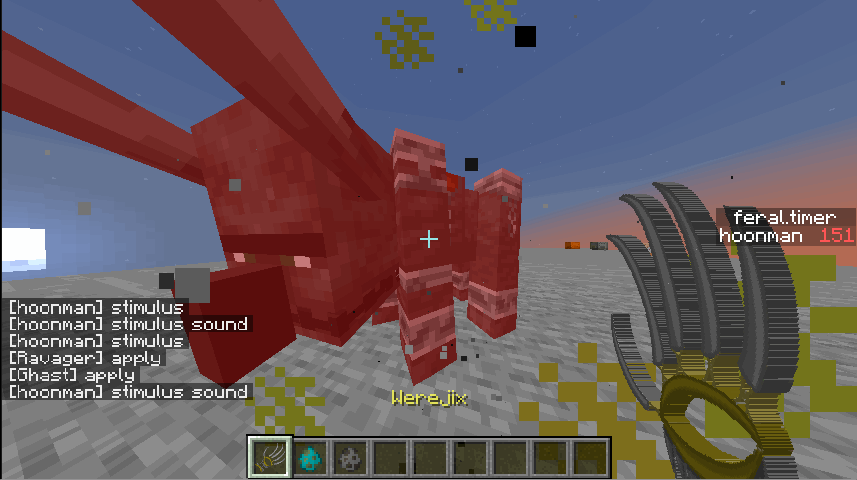 feral.timer
hoonman 151
[hoonman] stimulus
[hoonman] stimulus sound
[hoonman] stimulus
[Ravager] apply
[Ghast] apply
[hoonman] stimulus sound
Werejix